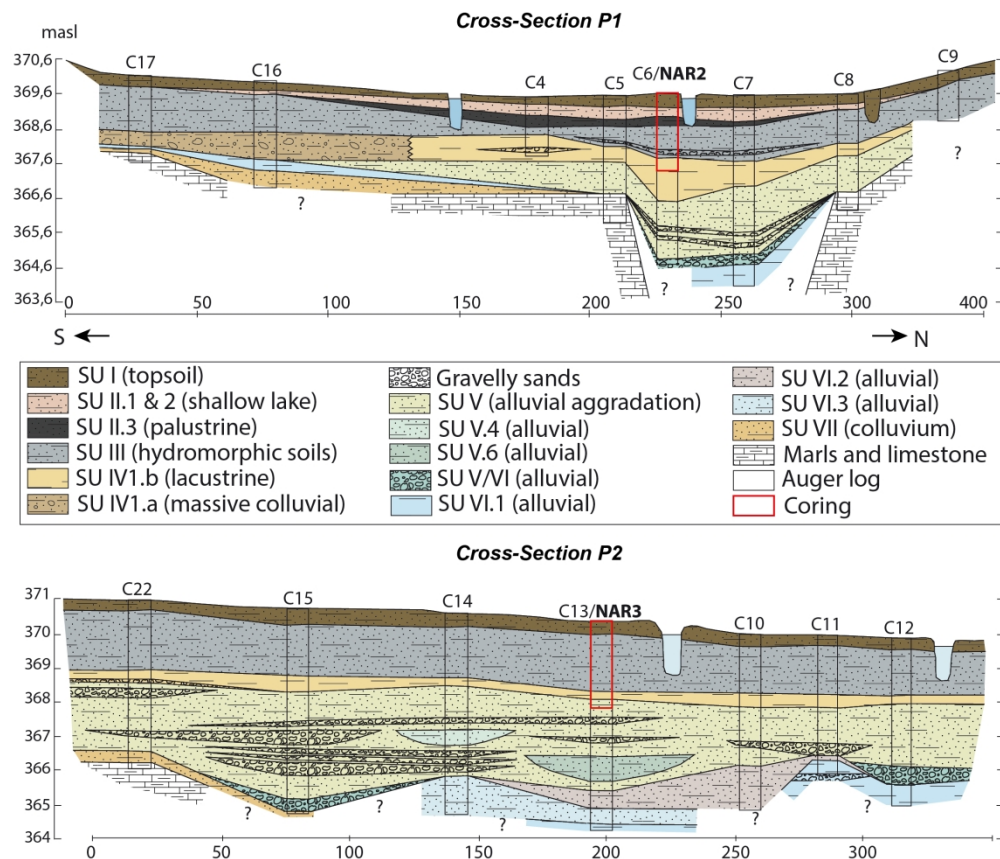 Cross-Section P1
masl
C17
C16
C4
C5
C6/NAR2
C7
C8
C9
370,6
369,6
368,6
367,6
366,6
365,6
364,6
363,6
?
?
?
?
0
50
100
150
200
250
300
400
S
N
SU I (topsoil)
SU II.1 & 2 (shallow lake)
SU II.3 (palustrine)
SU III (hydromorphic soils)
SU IV1.b (lacustrine)
SU IV1.a (massive colluvial)
Gravelly sands
SU V (alluvial aggradation)
SU V.4 (alluvial)
SU V.6 (alluvial)
SU V/VI (alluvial)
SU VI.1 (alluvial)
SU VI.2 (alluvial)
SU VI.3 (alluvial)
SU VII (colluvium)
Marls and limestone
Auger log
Coring
Cross-Section P2
C22
C15
C14
C13/NAR3
C10
C11
C12
371
370
369
368
367
366
365
364
?
?
?
?
?
0
50
100
150
200
250
300